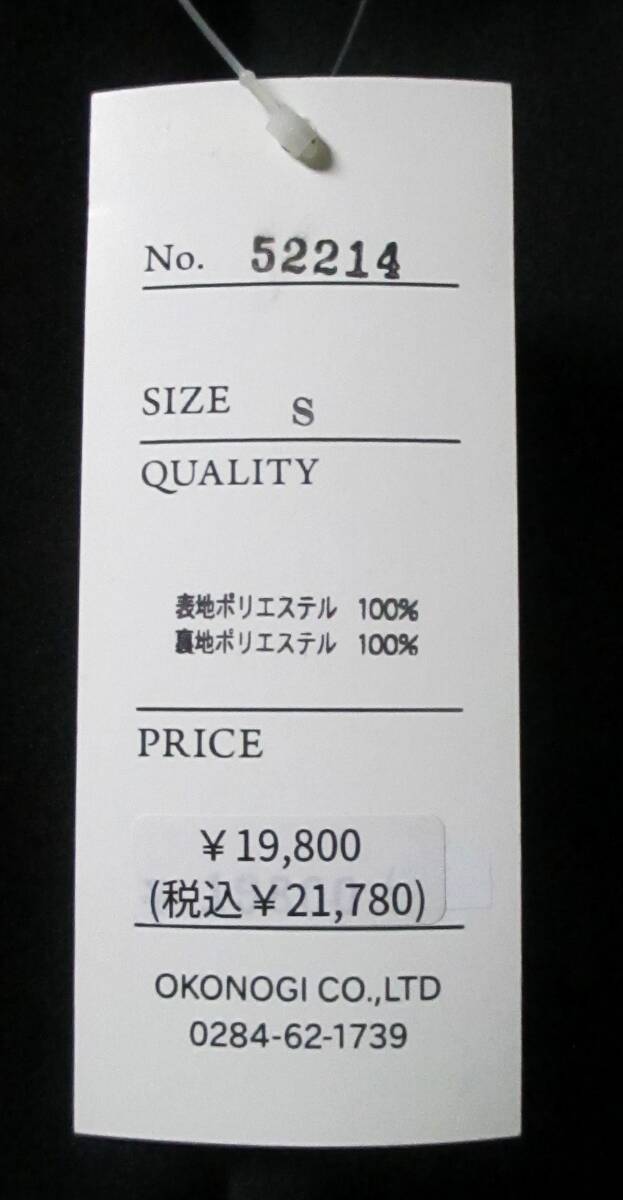 No. 52214
SIZE S
QUALITY
表地ポリエステル 100%
裏地ポリエステル 100%
PRICE
¥19,800
(税込¥21,780)
OKONOGI CO.,LTD
0284-62-1739